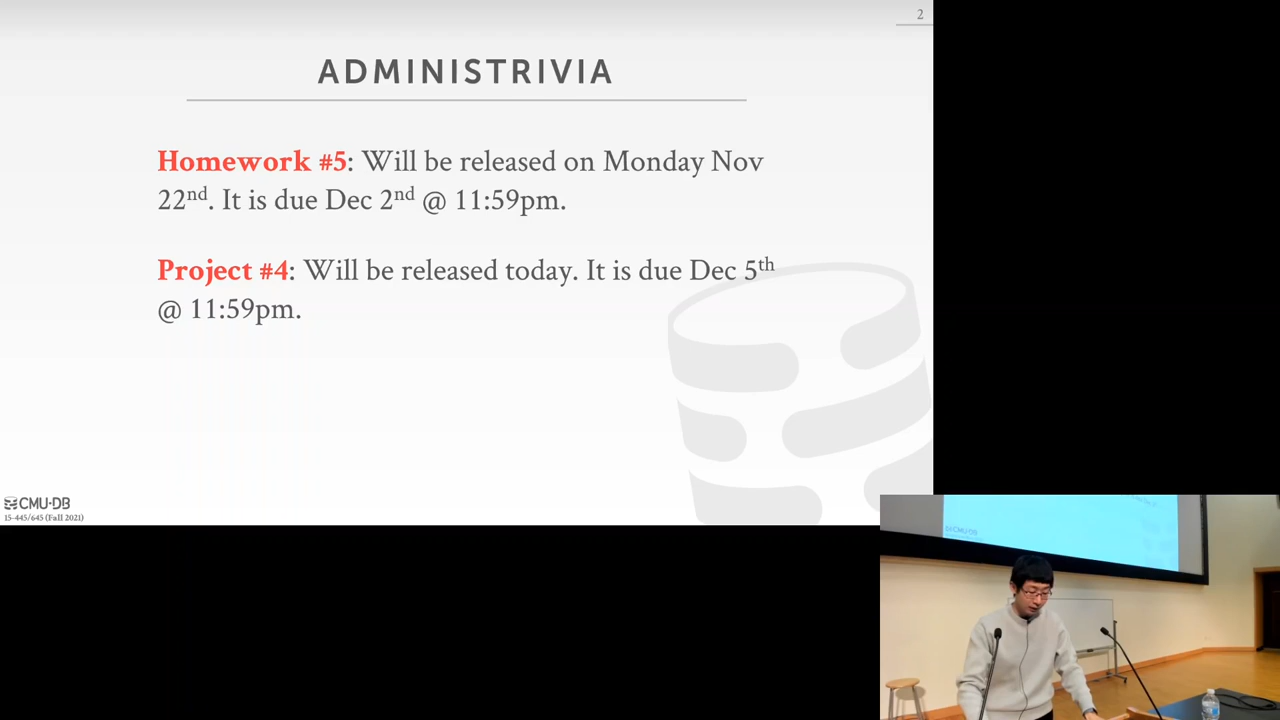 2
ADMINISTRIVIA
Homework #5: Will be released on Monday Nov
22nd. It is due Dec 2nd @ 11:59pm.
Project #4: Will be released today. It is due Dec 5th
@ 11:59pm.
CMU·DB
15-445/645 (Fall 2021)
CMU·DB